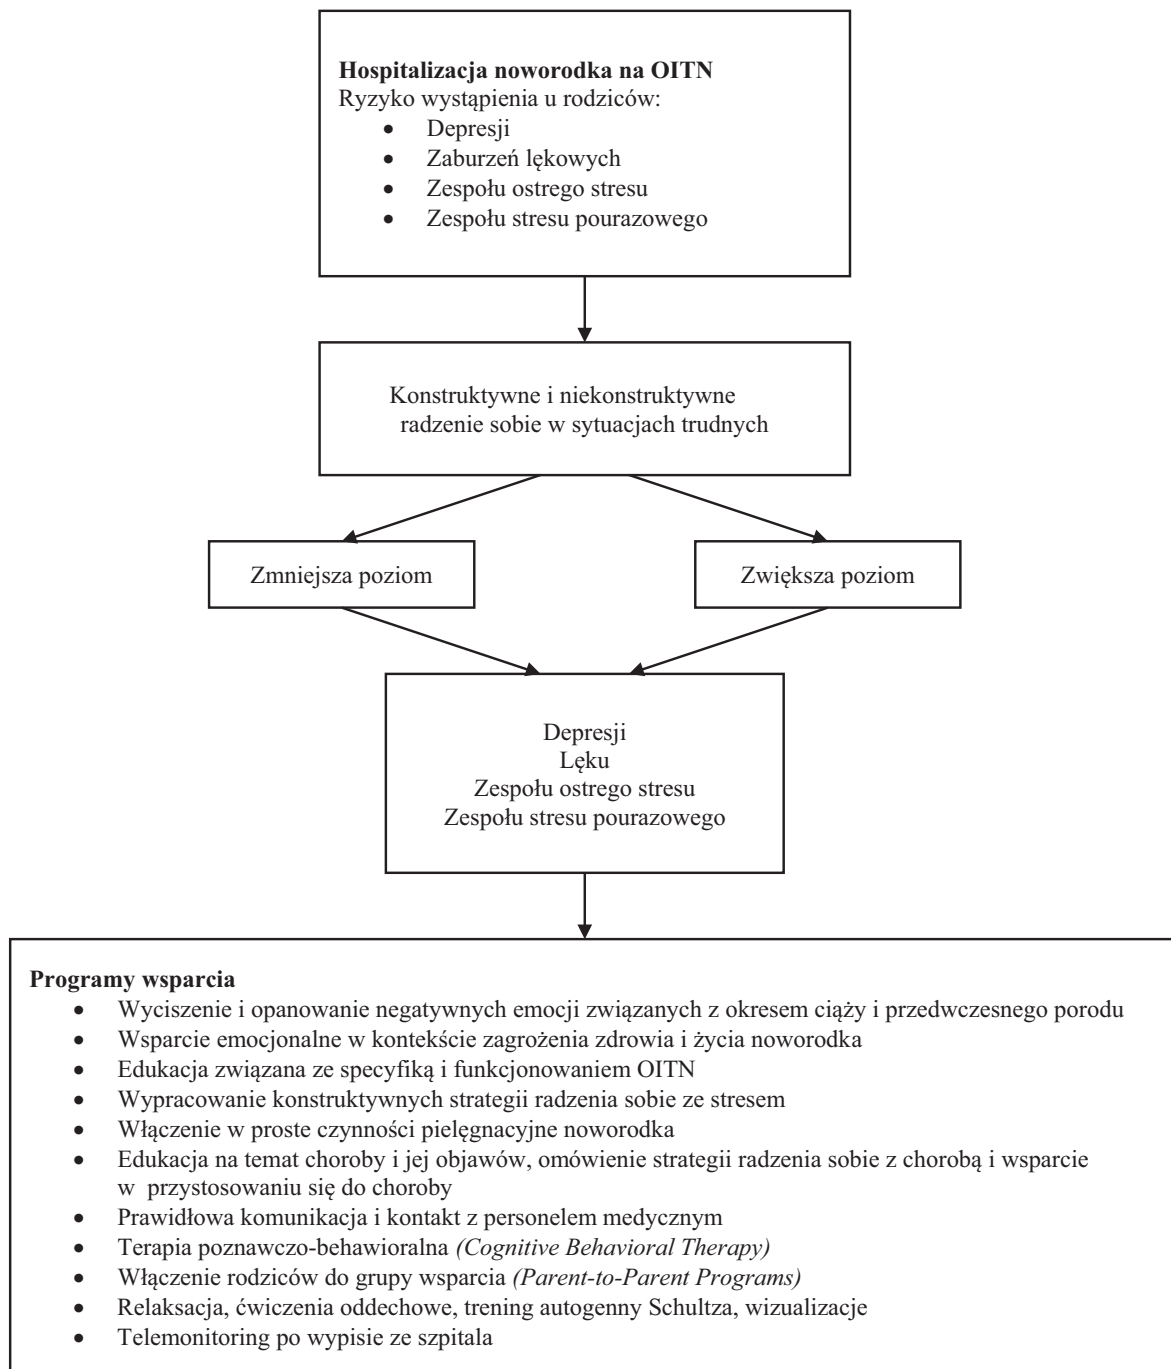 Hospitalizacja noworodka na OITN
Ryzyko wystąpienia u rodziców:
• Depresji
• Zaburzeń lękowych
• Zespołu ostrego stresu
• Zespołu stresu pourazowego
Konstruktywne i niekonstruktywne
radzenie sobie w sytuacjach trudnych
Zmniejsza poziom
Zwiększa poziom
Depresji
Lęku
Zespołu ostrego stresu
Zespołu stresu pourazowego
Programy wsparcia
• Wyciszenie i opanowanie negatywnych emocji związanych z okresem ciąży i przedwczesnego porodu
• Wsparcie emocjonalne w kontekście zagrożenia zdrowia i życia noworodka
• Edukacja związana ze specyfiką i funkcjonowaniem OITN
• Wypracowanie konstruktywnych strategii radzenia sobie ze stresem
• Włączenie w proste czynności pielęgnacyjne noworodka
• Edukacja na temat choroby i jej objawów, omówienie strategii radzenia sobie z chorobą i wsparcie
w przystosowaniu się do choroby
• Prawidłowa komunikacja i kontakt z personelem medycznym
• Terapia poznawczo-behawioralna (Cognitive Behavioral Therapy)
• Włączenie rodziców do grupy wsparcia (Parent-to-Parent Programs)
• Relaksacja, ćwiczenia oddechowe, trening autogenny Schultza, wizualizacje
• Telemonitoring po wypisie ze szpitala